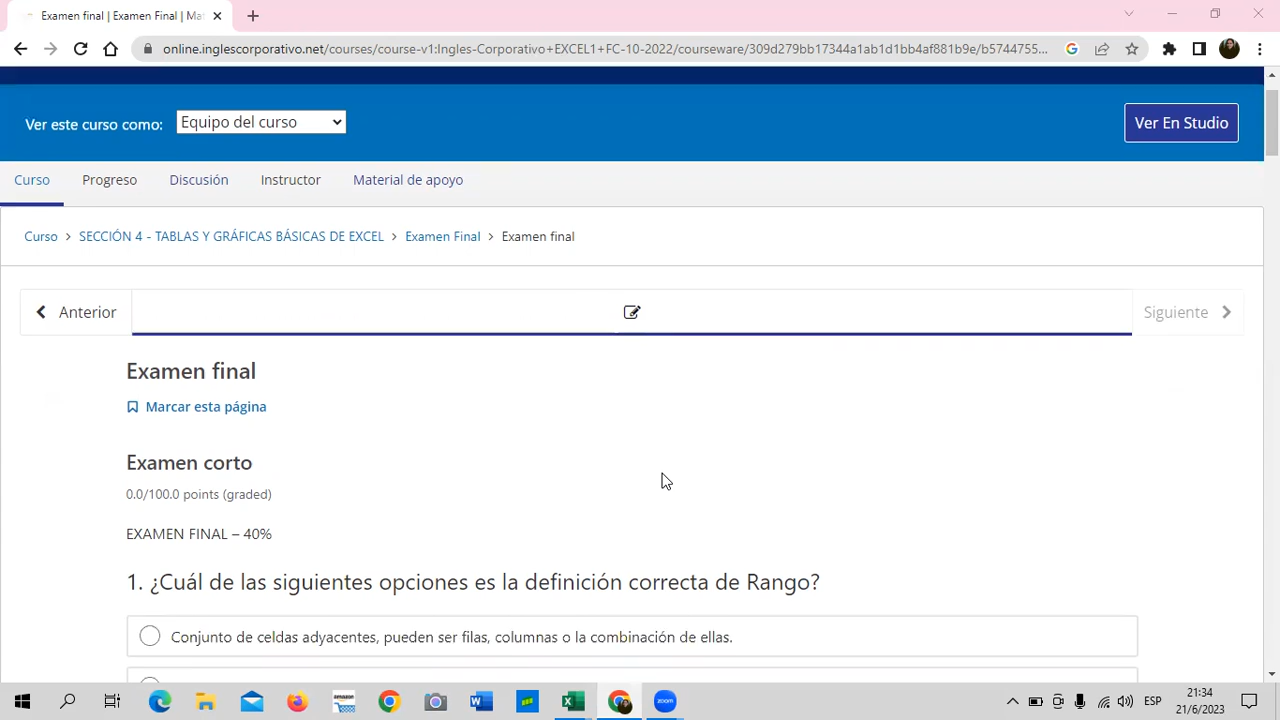 Examen final | Examen Final | Ma
online.inglescorporativo.net/courses/course-v1:Ingles-Corporativo+EXCEL1+FC-10-2022/courseware/309d279bb17344a1ab1d1bb4af881b9e/b5744755...
Ver este curso como:
Equipo del curso
Ver En Studio
Curso
Progreso
Discusión
Instructor
Material de apoyo
Curso > SECCIÓN 4 - TABLAS Y GRÁFICAS BÁSICAS DE EXCEL > Examen Final > Examen final
Anterior
Siguiente
Examen final
Marcar esta página
Examen corto
0.0/100.0 points (graded)
EXAMEN FINAL – 40%
1. ¿Cuál de las siguientes opciones es la definición correcta de Rango?
Conjunto de celdas adyacentes, pueden ser filas, columnas o la combinación de ellas.
amazon
zoom
ESP
21:34
21/6/2023